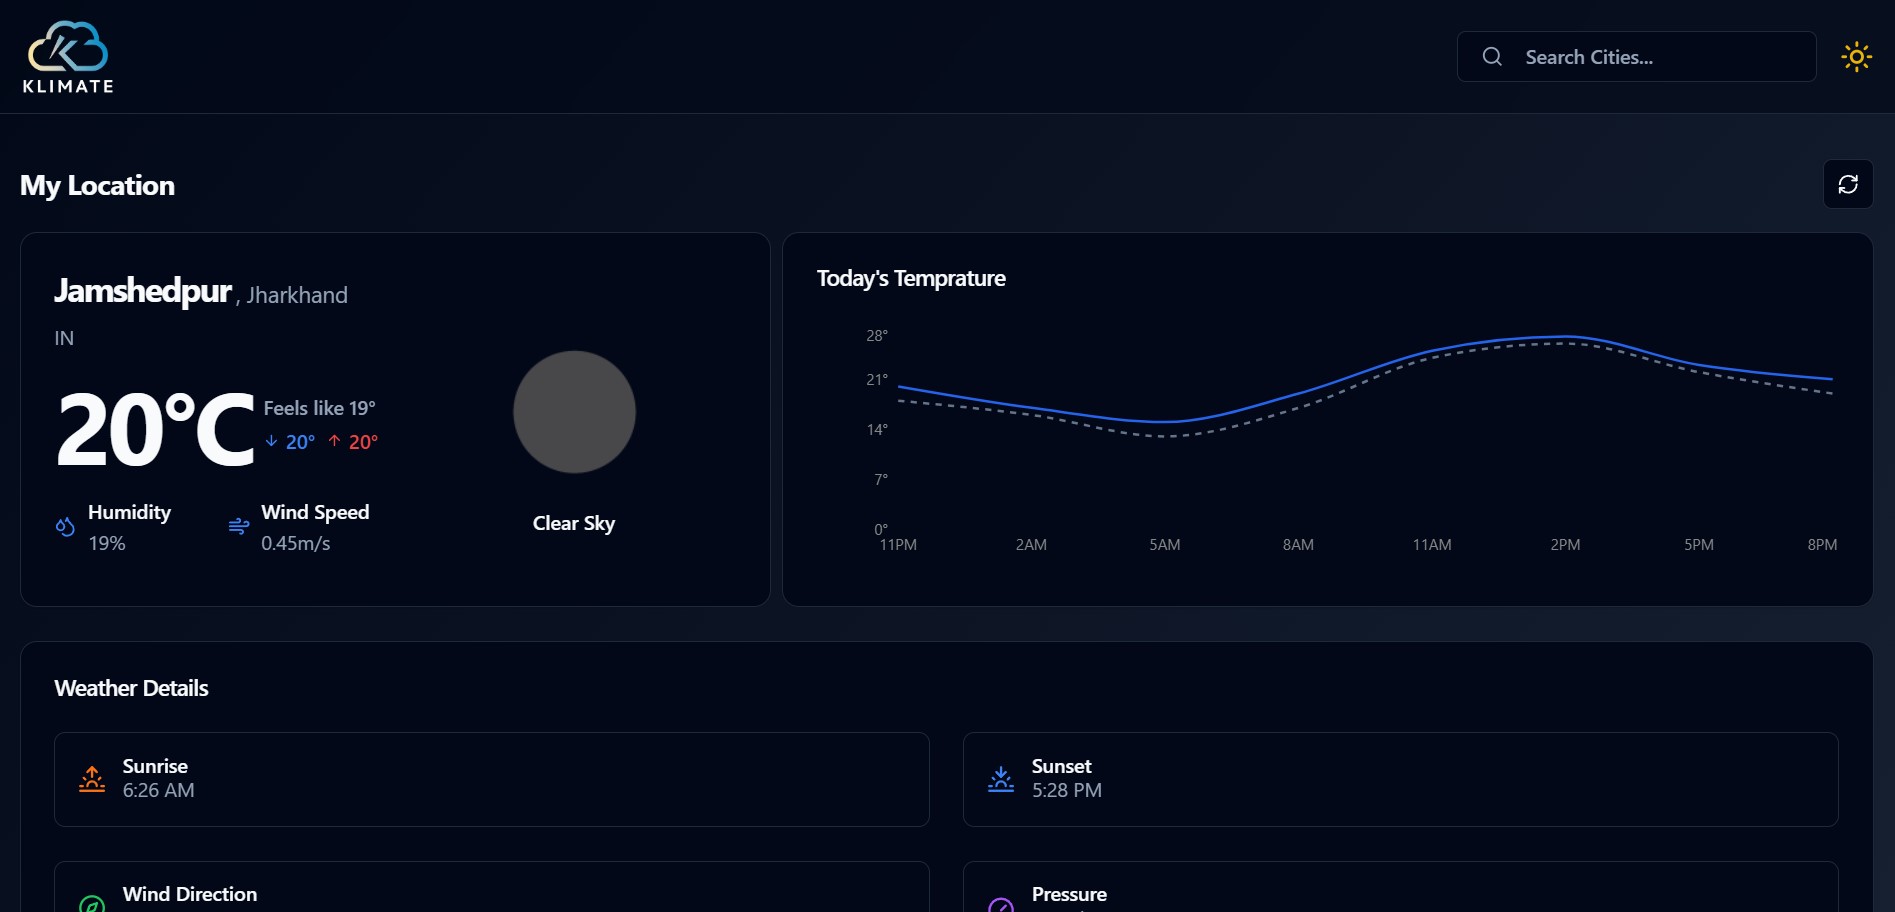 KLIMATE
Search Cities...
My Location
Jamshedpur , Jharkhand
IN
20°C
Feels like 19°
20° 20°
Humidity
19%
Wind Speed
0.45m/s
Clear Sky
Today's Temprature
28°
21°
14°
7°
0°
11PM 2AM 5AM 8AM 11AM 2PM 5PM 8PM
Weather Details
Sunrise
6:26 AM
Sunset
5:28 PM
Wind Direction
Pressure